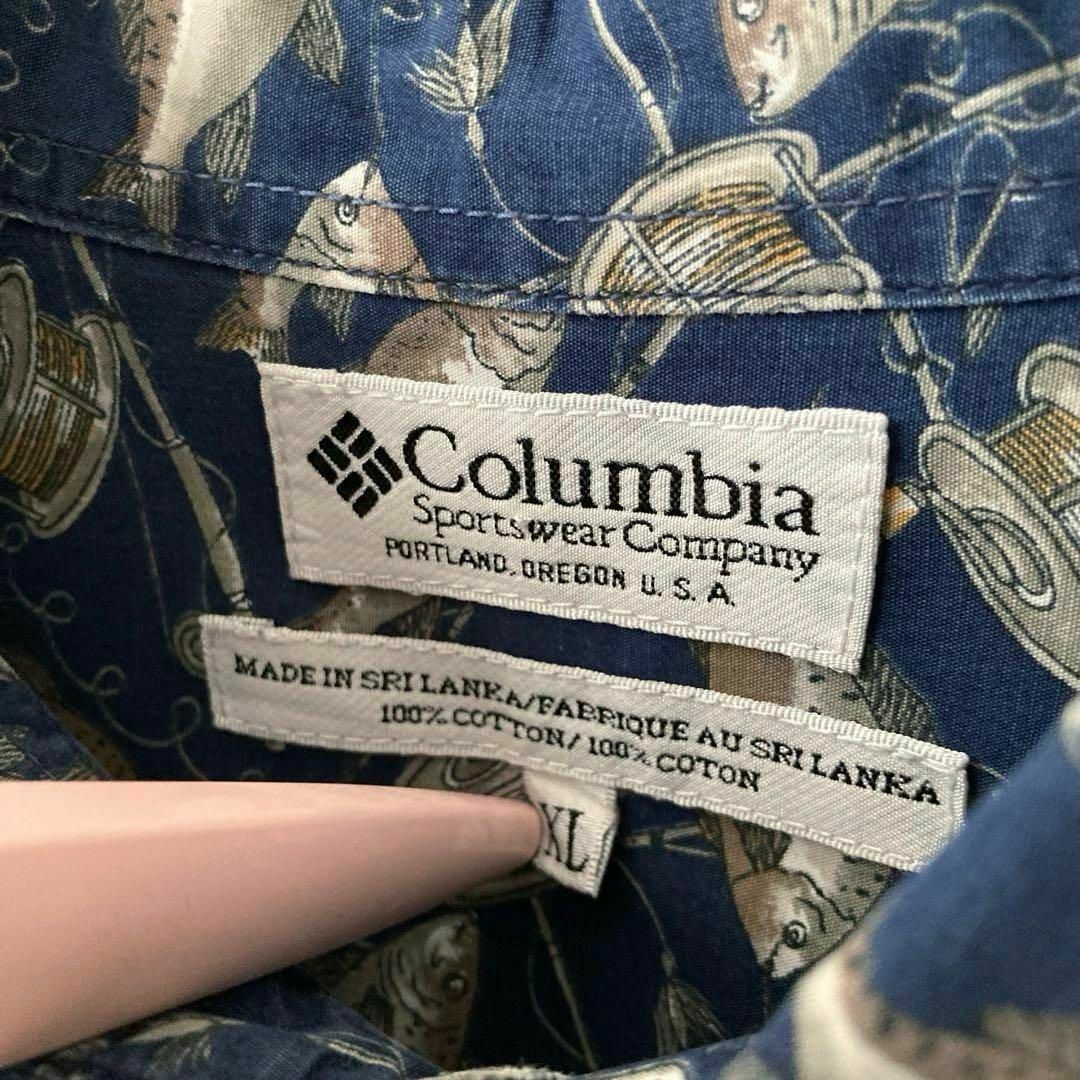 Columbia
Sportswear Company
PORTLAND, OREGON U. S. A.
MADE IN SRI LANKA/FABRIQUE AU SRI LANKA
100% COTTON/100% COTON
XL